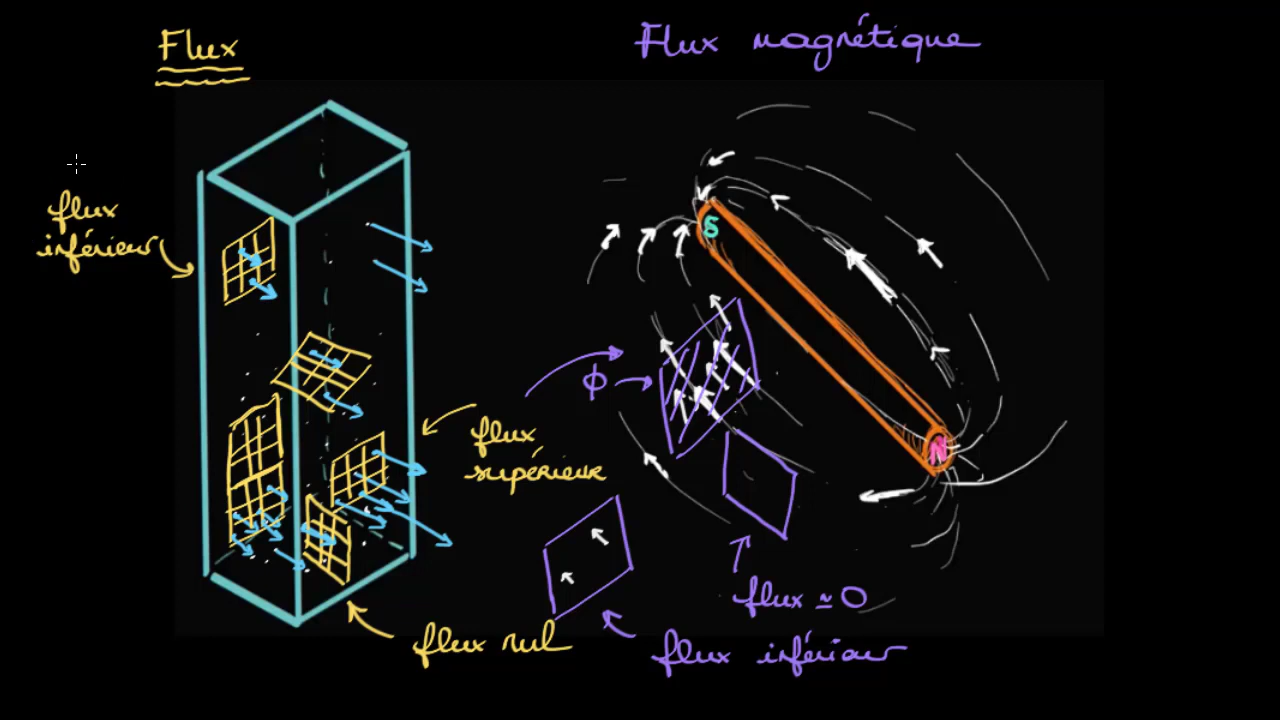 Flux
Flux magnétique
flux
inférieur
S
ϕ
flux
supérieur
N
flux ≃ 0
flux nul
flux inférieur